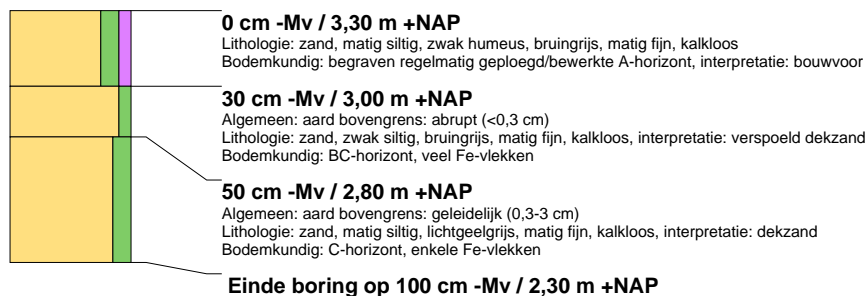 0 cm -Mv / 3,30 m +NAP
Lithologie: zand, matig siltig, zwak humeus, bruingrijs, matig fijn, kalkloos
Bodemkundig: begraven regelmatig geploegd/bewerkte A-horizont, interpretatie: bouwvoor
30 cm -Mv / 3,00 m +NAP
Algemeen: aard bovengrens: abrupt (<0,3 cm)
Lithologie: zand, zwak siltig, bruingrijs, matig fijn, kalkloos, interpretatie: verspoeld dekzand
Bodemkundig: BC-horizont, veel Fe-vlekken
50 cm -Mv / 2,80 m +NAP
Algemeen: aard bovengrens: geleidelijk (0,3-3 cm)
Lithologie: zand, matig siltig, lichtgeelgrijs, matig fijn, kalkloos, interpretatie: dekzand
Bodemkundig: C-horizont, enkele Fe-vlekken
Einde boring op 100 cm -Mv / 2,30 m +NAP